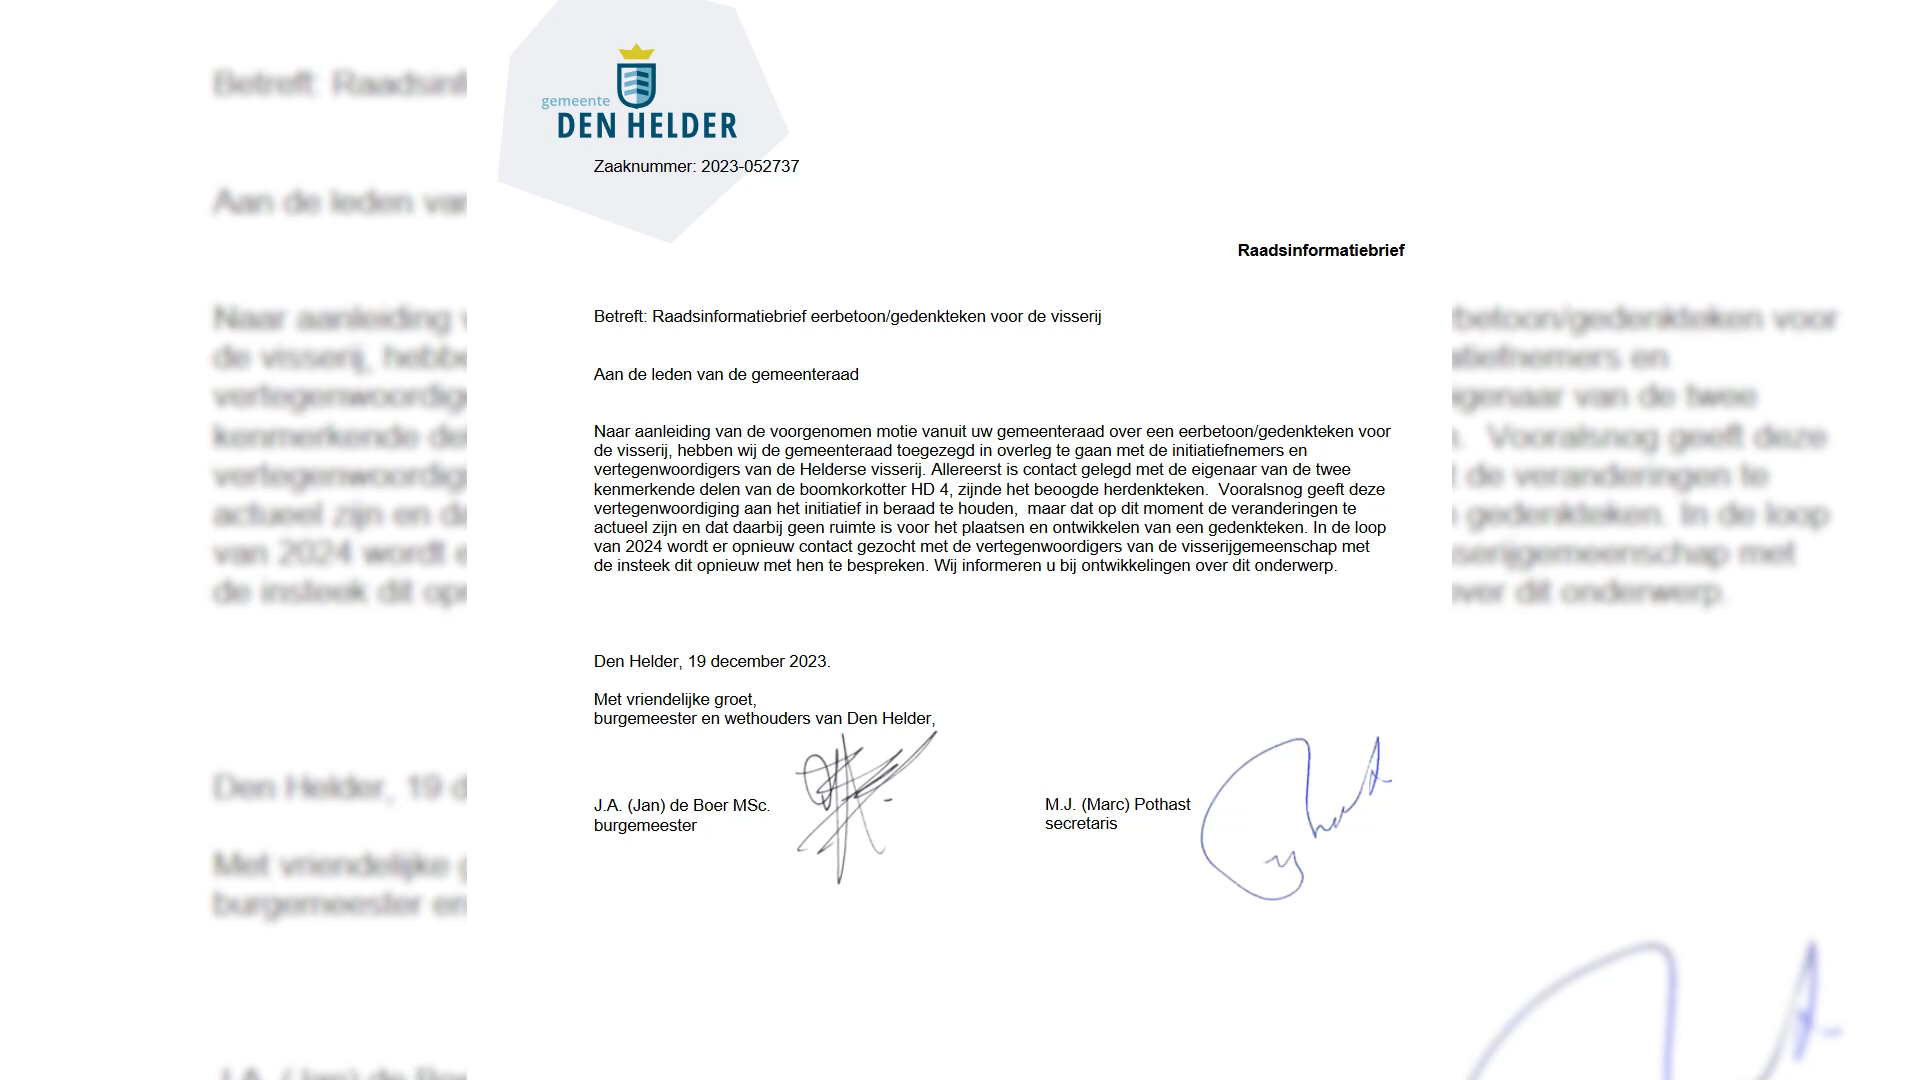 gemeente
DEN HELDER
Zaaknummer: 2023-052737
Raadsinformatiebrief
Betreft: Raadsinformatiebrief eerbetoon/gedenkteken voor de visserij
Aan de leden van de gemeenteraad
Naar aanleiding van de voorgenomen motie vanuit uw gemeenteraad over een eerbetoon/gedenkteken voor
de visserij, hebben wij de gemeenteraad toegezegd in overleg te gaan met de initiatiefnemers en
vertegenwoordigers van de Helderse visserij. Allereerst is contact gelegd met de eigenaar van de twee
kenmerkende delen van de boomkorkotter HD 4, zijnde het beoogde herdenkteken.  Vooralsnog geeft deze
vertegenwoordiging aan het initiatief in beraad te houden,  maar dat op dit moment de veranderingen te
actueel zijn en dat daarbij geen ruimte is voor het plaatsen en ontwikkelen van een gedenkteken. In de loop
van 2024 wordt er opnieuw contact gezocht met de vertegenwoordigers van de visserijgemeenschap met
de insteek dit opnieuw met hen te bespreken. Wij informeren u bij ontwikkelingen over dit onderwerp.
Den Helder, 19 december 2023.
Met vriendelijke groet,
burgemeester en wethouders van Den Helder,
J.A. (Jan) de Boer MSc.
burgemeester
M.J. (Marc) Pothast
secretaris